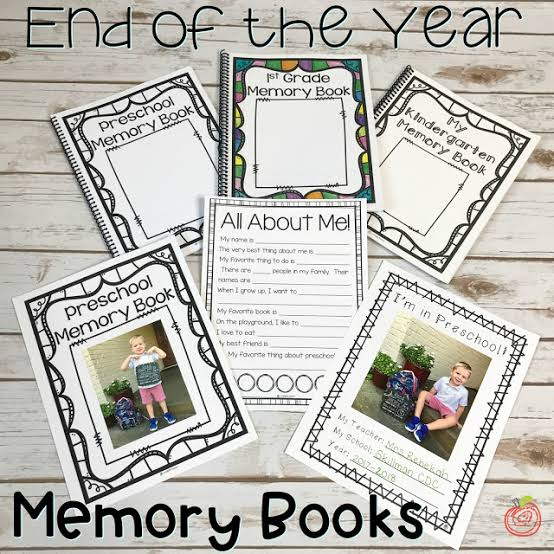 End of the Year
Preschool
Memory Book
1st Grade
Memory Book
My
Kindergarten
Memory Book
All About Me!
My name is
The very best thing about me is
My Favorite thing to do is
There are people in my Family. Their
names are
When I grow up, I want to
My Favorite book is
On the playground, I like to
I love to eat
My best friend is
My Favorite thing about preschool
Preschool
Memory Book
I'm in Preschool!
My Teacher: Mrs Rebekah
My School: Skillman CDC
Year: 2017-2018
Memory Books